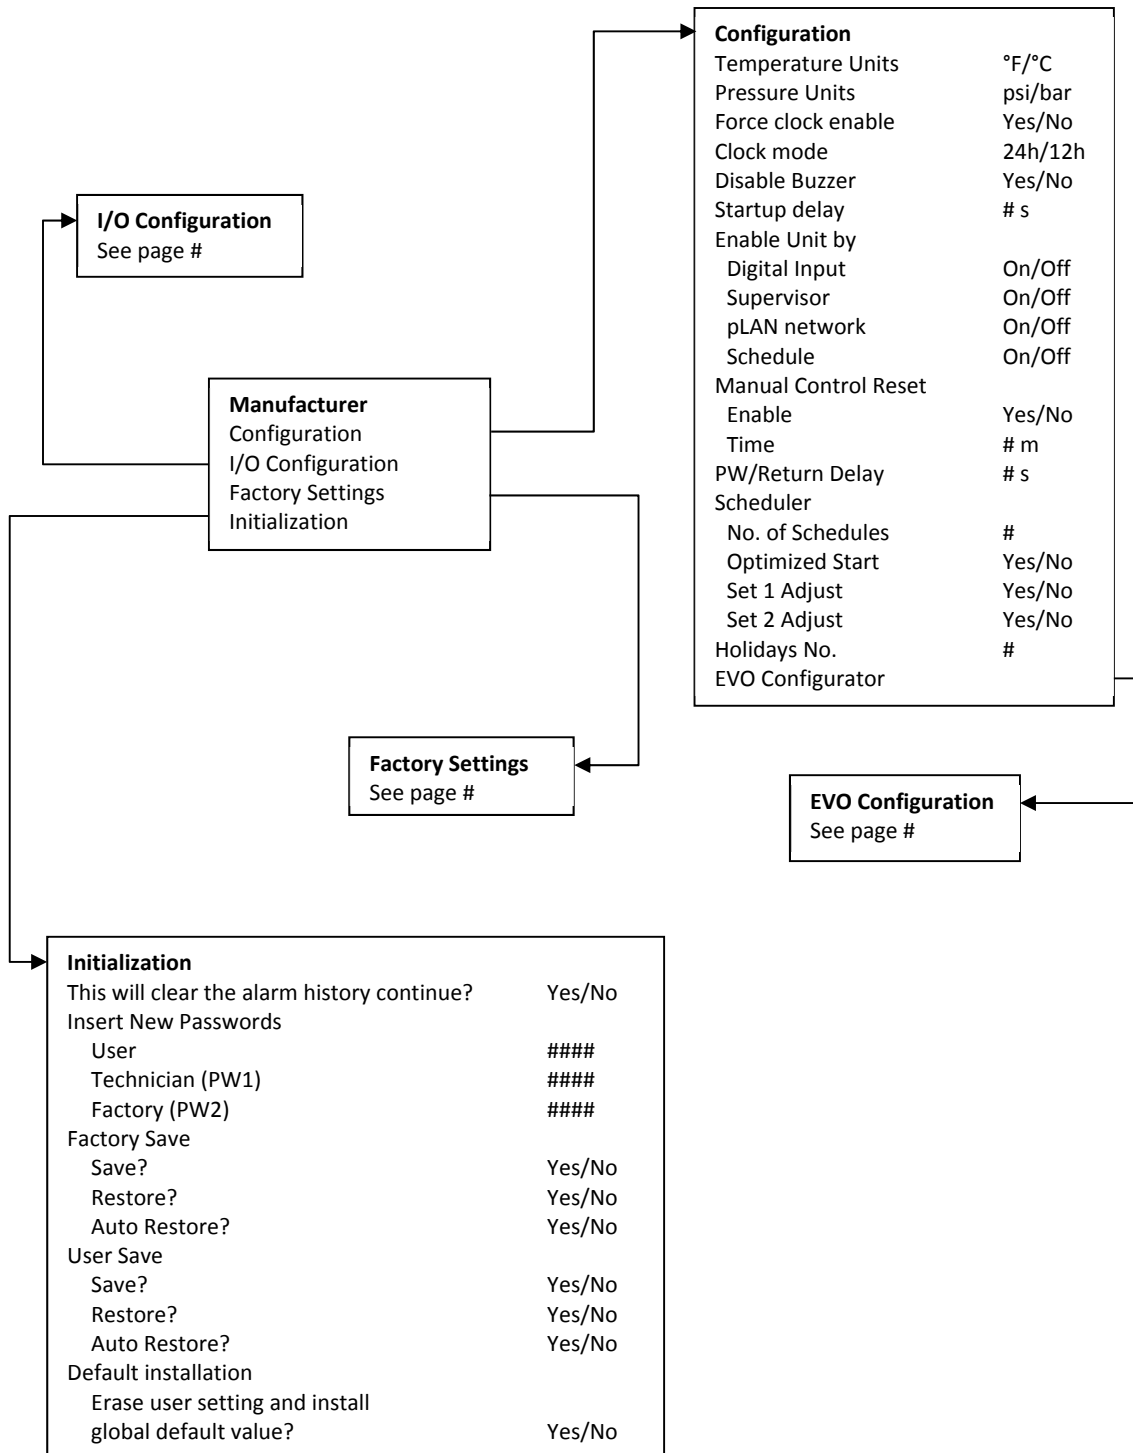 Configuration
Temperature Units °F/°C
Pressure Units psi/bar
Force clock enable Yes/No
Clock mode 24h/12h
Disable Buzzer Yes/No
Startup delay # s
Enable Unit by
Digital Input On/Off
Supervisor On/Off
pLAN network On/Off
Schedule On/Off
Manual Control Reset
Enable Yes/No
Time # m
PW/Return Delay # s
Scheduler
No. of Schedules #
Optimized Start Yes/No
Set 1 Adjust Yes/No
Set 2 Adjust Yes/No
Holidays No. #
EVO Configurator
I/O Configuration
See page #
Manufacturer
Configuration
I/O Configuration
Factory Settings
Initialization
Factory Settings
See page #
EVO Configuration
See page #
Initialization
This will clear the alarm history continue? Yes/No
Insert New Passwords
User ####
Technician (PW1) ####
Factory (PW2) ####
Factory Save
Save? Yes/No
Restore? Yes/No
Auto Restore? Yes/No
User Save
Save? Yes/No
Restore? Yes/No
Auto Restore? Yes/No
Default installation
Erase user setting and install
global default value? Yes/No